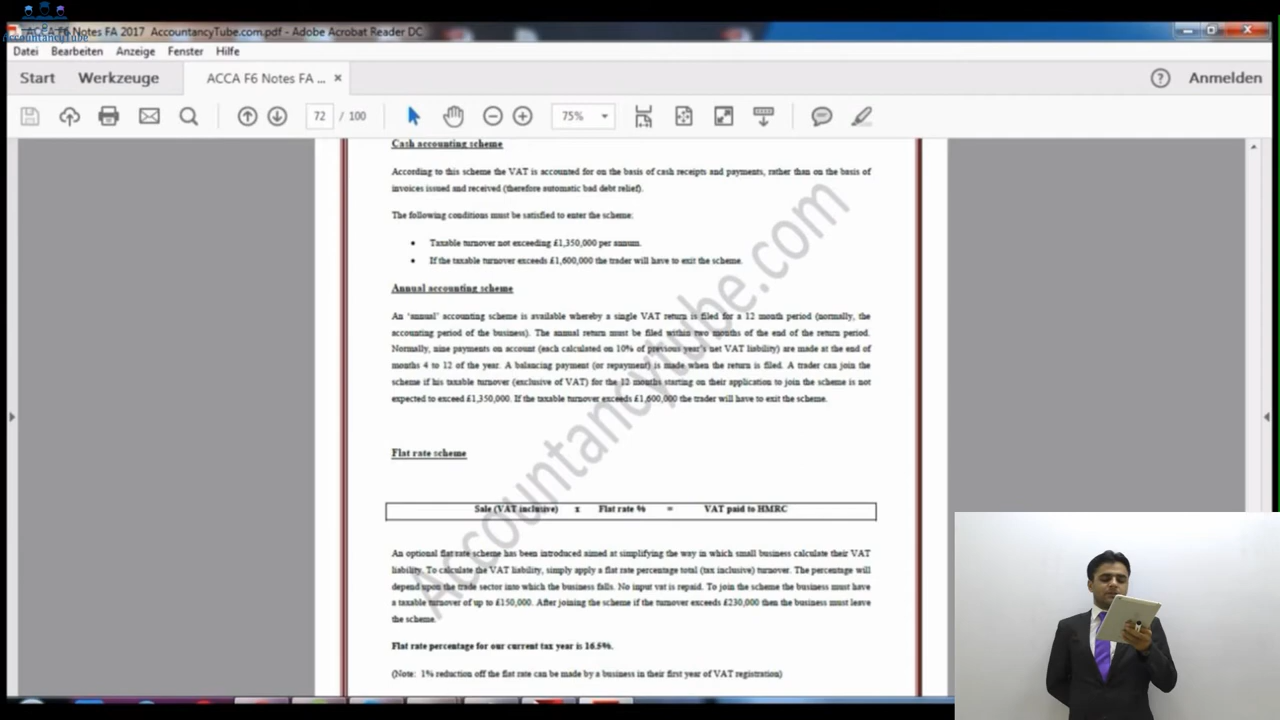 ACCA F6 Notes FA 2017 AccountancyTube.com.pdf - Adobe Acrobat Reader DC
AccountancyTube
Datei Bearbeiten Anzeige Fenster Hilfe
Start Werkzeuge ACCA F6 Notes FA ... × ? Anmelden
72 / 100 75%
Cash accounting scheme
According to this scheme the VAT is accounted for on the basis of cash receipts and payments, rather than on the basis of
invoices issued and received (therefore automatic bad debt relief).
The following conditions must be satisfied to enter the scheme:
• Taxable turnover not exceeding £1,350,000 per annum.
• If the taxable turnover exceeds £1,600,000 the trader will have to exit the scheme.
Annual accounting scheme
An 'annual' accounting scheme is available whereby a single VAT return is filed for a 12 month period (normally, the
accounting period of the business). The annual return must be filed within two months of the end of the return period.
Normally, nine payments on account (each calculated on 10% of previous year's net VAT liability) are made at the end of
months 4 to 12 of the year. A balancing payment (or repayment) is made when the return is filed. A trader can join the
scheme if his taxable turnover (exclusive of VAT) for the 12 months starting on their application to join the scheme is not
expected to exceed £1,350,000. If the taxable turnover exceeds £1,600,000 the trader will have to exit the scheme.
Flat rate scheme
Sale (VAT inclusive) x Flat rate % = VAT paid to HMRC
An optional flat rate scheme has been introduced aimed at simplifying the way in which small business calculate their VAT
liability. To calculate the VAT liability, simply apply a flat rate percentage total (tax inclusive) turnover. The percentage will
depend upon the trade sector into which the business falls. No input vat is repaid. To join the scheme the business must have
a taxable turnover of up to £150,000. After joining the scheme if the turnover exceeds £230,000 then the business must leave
the scheme.
Flat rate percentage for our current tax year is 16.5%.
(Note: 1% reduction off the flat rate can be made by a business in their first year of VAT registration)
Accountancytube.com